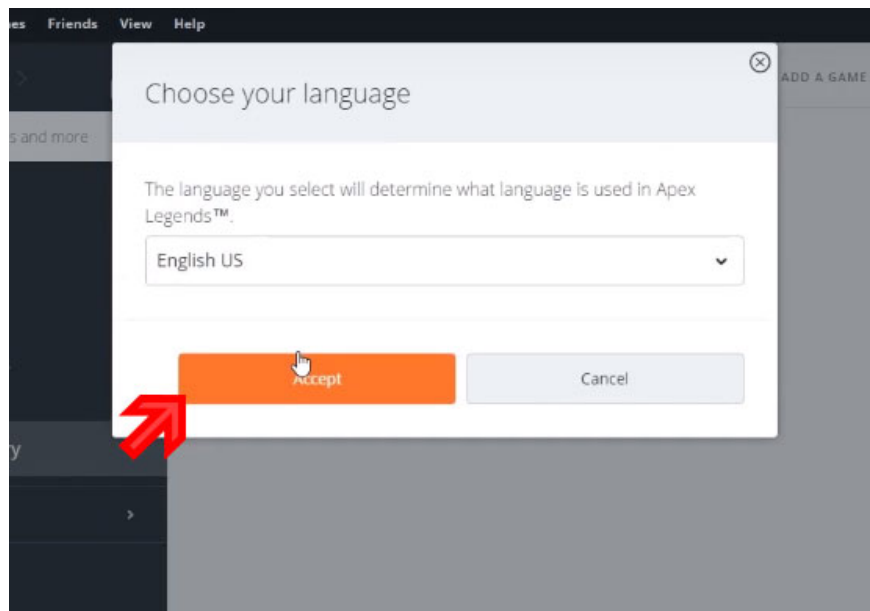 es Friends View Help
Choose your language
ADD A GAME
s and more
The language you select will determine what language is used in Apex
Legends™.
English US
Accept
Cancel
y